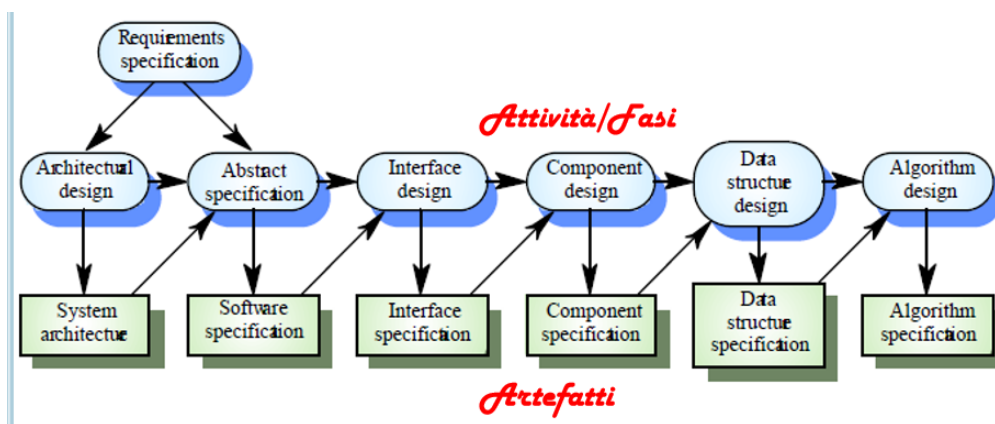 Requirements
specification
Attività/Fasi
Architectural
design
Abstract
specification
Interface
design
Component
design
Data
structure
design
Algorithm
design
System
architecture
Software
specification
Interface
specification
Component
specification
Data
structure
specification
Algorithm
specification
Artefatti